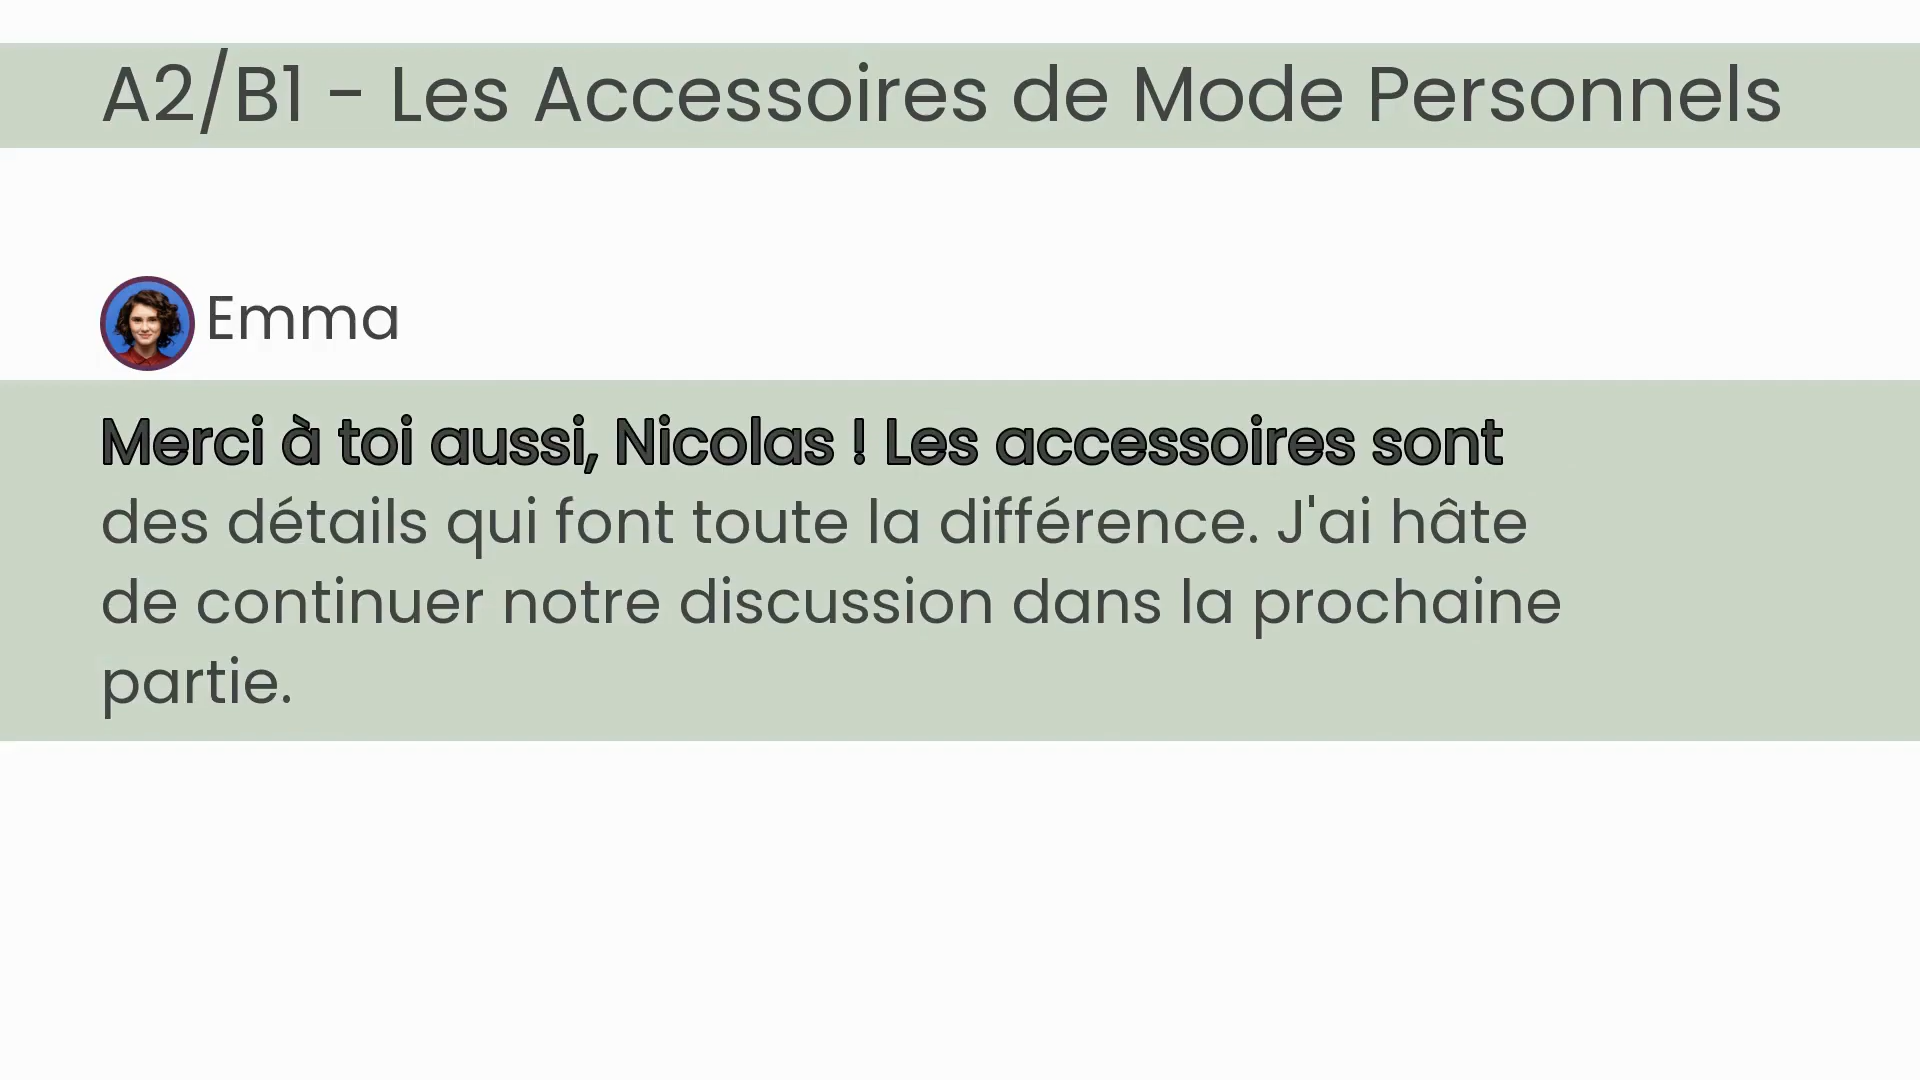 A2/B1 - Les Accessoires de Mode Personnels
Emma
Merci à toi aussi, Nicolas ! Les accessoires sont
des détails qui font toute la différence. J'ai hâte
de continuer notre discussion dans la prochaine
partie.